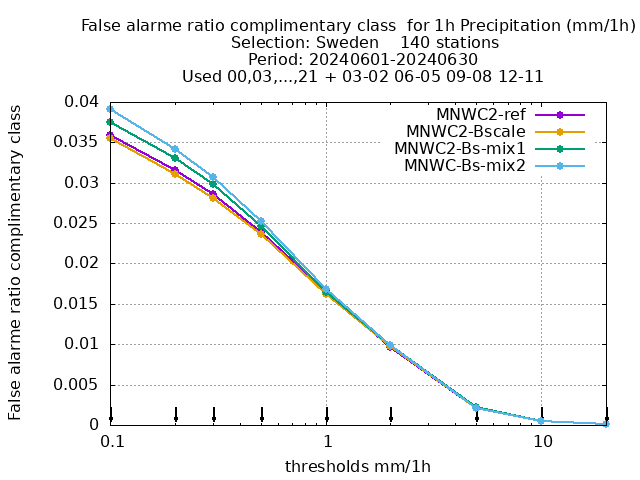 False alarme ratio complimentary class  for 1h Precipitation (mm/1h)
Selection: Sweden    140 stations
Period: 20240601-20240630
Used 00,03,...,21 + 03-02 06-05 09-08 12-11
MNWC2-ref
MNWC2-Bscale
MNWC2-Bs-mix1
MNWC-Bs-mix2
False alarme ratio complimentary class
0.04
0.035
0.03
0.025
0.02
0.015
0.01
0.005
0
0.1
1
10
thresholds mm/1h